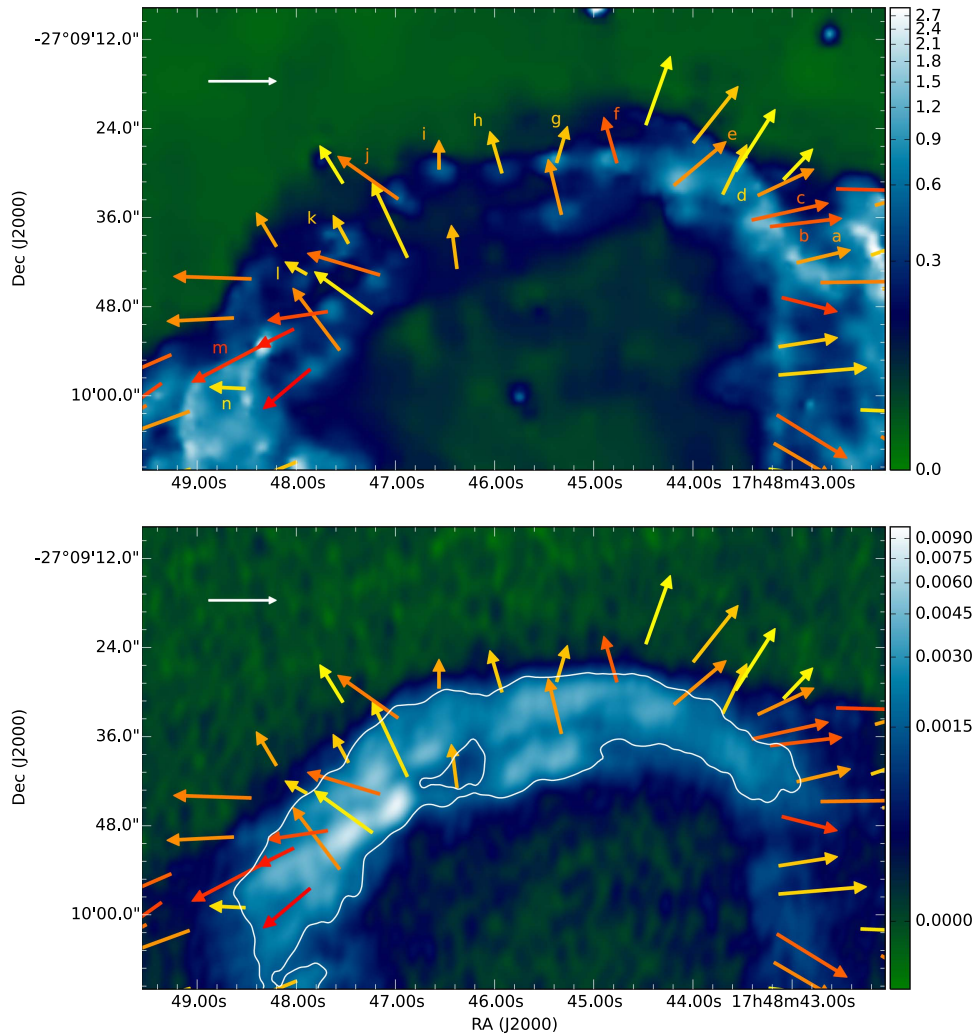 -27°09'12.0"
24.0"
36.0"
48.0"
10'00.0"
Dec (J2000)
a
b
c
d
e
f
g
h
i
j
k
l
m
n
2.7
2.4
2.1
1.8
1.5
1.2
0.9
0.6
0.3
0.0
49.00s 48.00s 47.00s 46.00s 45.00s 44.00s 17h48m43.00s
-27°09'12.0"
24.0"
36.0"
48.0"
10'00.0"
Dec (J2000)
0.0090
0.0075
0.0060
0.0045
0.0030
0.0015
0.0000
49.00s 48.00s 47.00s 46.00s 45.00s 44.00s 17h48m43.00s
RA (J2000)